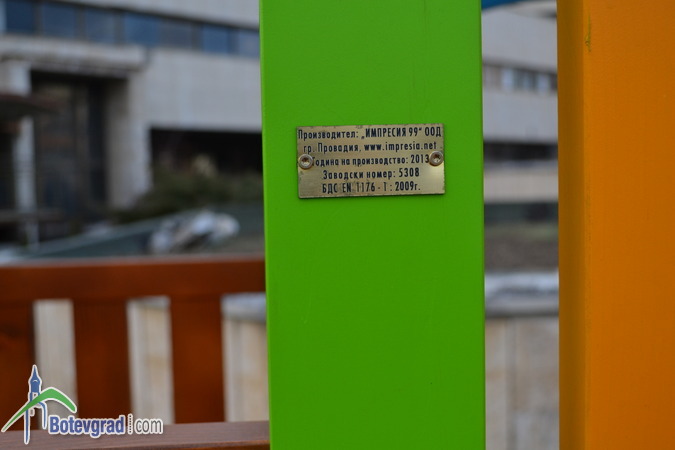 Производител: „ИМПРЕСИЯ 99" ООД
гр. Провадия, www.impresia.net
Година на производство: 2013
Заводски номер: 5308
БДС EN 1176 - 1 : 2009г.
Botevgrad.com